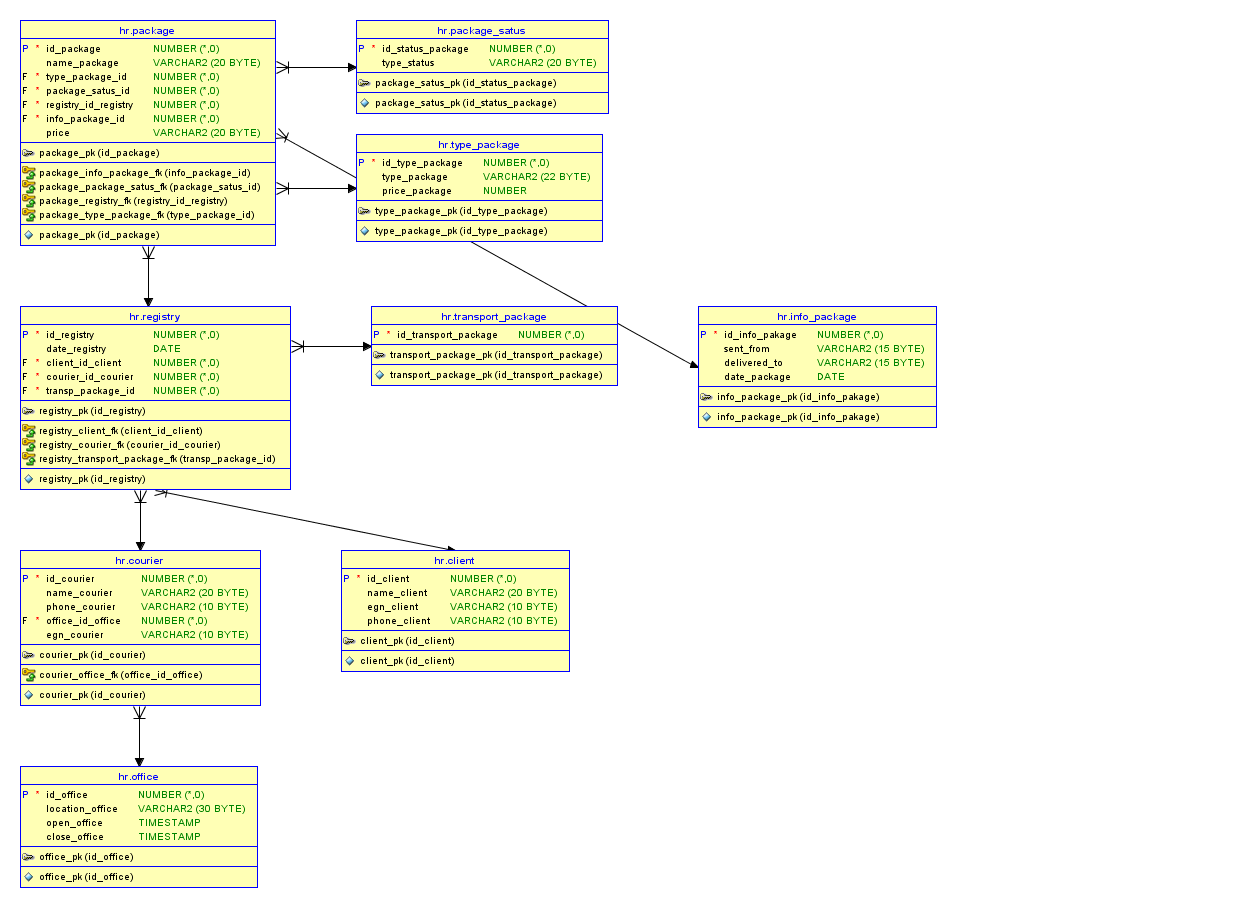 hr.package
P * id_package NUMBER (*,0)
name_package VARCHAR2 (20 BYTE)
F * type_package_id NUMBER (*,0)
F * package_satus_id NUMBER (*,0)
F * registry_id_registry NUMBER (*,0)
F * info_package_id NUMBER (*,0)
price VARCHAR2 (20 BYTE)
package_pk (id_package)
package_info_package_fk (info_package_id)
package_package_satus_fk (package_satus_id)
package_registry_fk (registry_id_registry)
package_type_package_fk (type_package_id)
package_pk (id_package)
hr.package_satus
P * id_status_package NUMBER (*,0)
type_status VARCHAR2 (20 BYTE)
package_satus_pk (id_status_package)
package_satus_pk (id_status_package)
hr.type_package
P * id_type_package NUMBER (*,0)
type_package VARCHAR2 (22 BYTE)
price_package NUMBER
type_package_pk (id_type_package)
type_package_pk (id_type_package)
hr.registry
P * id_registry NUMBER (*,0)
date_registry DATE
F * client_id_client NUMBER (*,0)
F * courier_id_courier NUMBER (*,0)
F * transp_package_id NUMBER (*,0)
registry_pk (id_registry)
registry_client_fk (client_id_client)
registry_courier_fk (courier_id_courier)
registry_transport_package_fk (transp_package_id)
registry_pk (id_registry)
hr.transport_package
P * id_transport_package NUMBER (*,0)
transport_package_pk (id_transport_package)
transport_package_pk (id_transport_package)
hr.info_package
P * id_info_pakage NUMBER (*,0)
sent_from VARCHAR2 (15 BYTE)
delivered_to VARCHAR2 (15 BYTE)
date_package DATE
info_package_pk (id_info_pakage)
info_package_pk (id_info_pakage)
hr.courier
P * id_courier NUMBER (*,0)
name_courier VARCHAR2 (20 BYTE)
phone_courier VARCHAR2 (10 BYTE)
F * office_id_office NUMBER (*,0)
egn_courier VARCHAR2 (10 BYTE)
courier_pk (id_courier)
courier_office_fk (office_id_office)
courier_pk (id_courier)
hr.client
P * id_client NUMBER (*,0)
name_client VARCHAR2 (20 BYTE)
egn_client VARCHAR2 (10 BYTE)
phone_client VARCHAR2 (10 BYTE)
client_pk (id_client)
client_pk (id_client)
hr.office
P * id_office NUMBER (*,0)
location_office VARCHAR2 (30 BYTE)
open_office TIMESTAMP
close_office TIMESTAMP
office_pk (id_office)
office_pk (id_office)